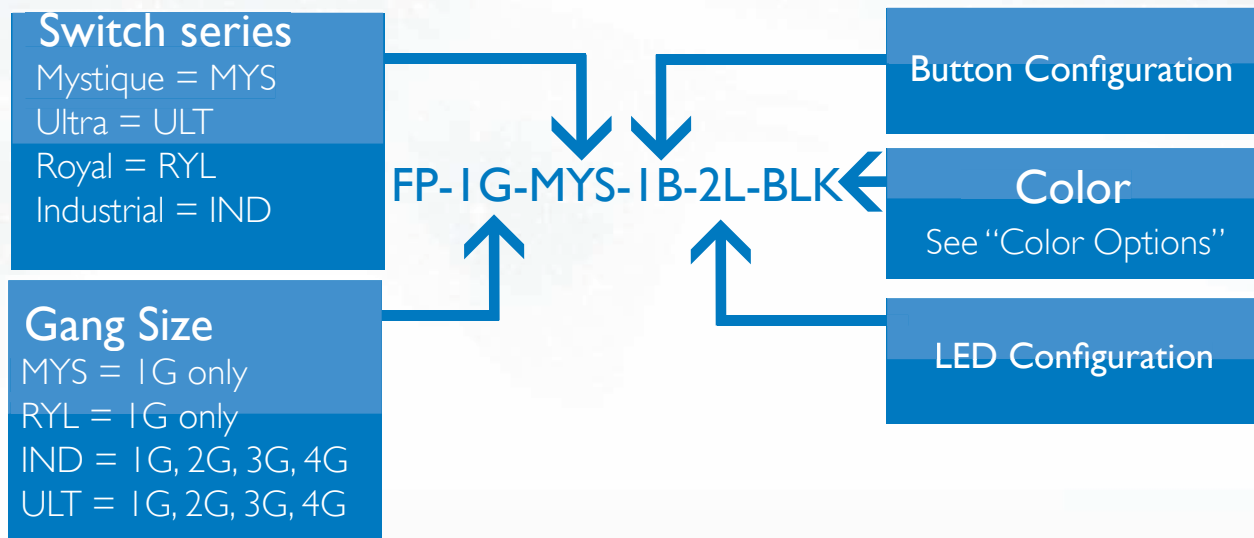 Switch series
Mystique = MYS
Ultra = ULT
Royal = RYL
Industrial = IND
Gang Size
MYS = 1G only
RYL = 1G only
IND = 1G, 2G, 3G, 4G
ULT = 1G, 2G, 3G, 4G
FP-1G-MYS-1B-2L-BLK
Button Configuration
Color
See “Color Options”
LED Configuration